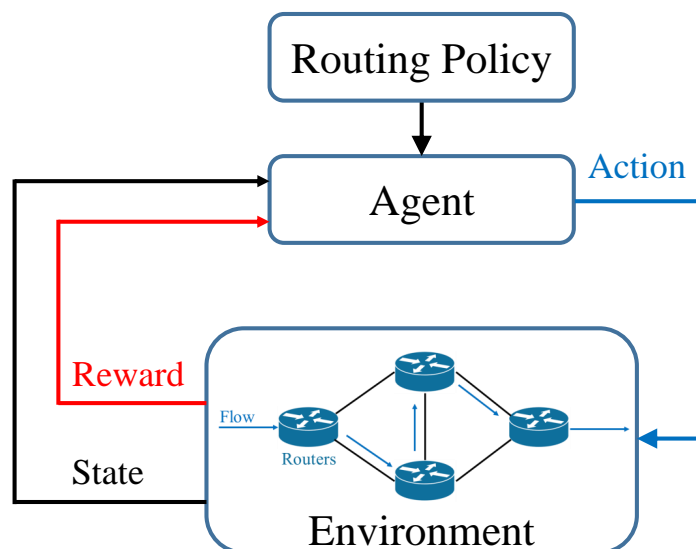 Routing Policy
Action
Agent
Reward
Flow
Routers
State
Environment